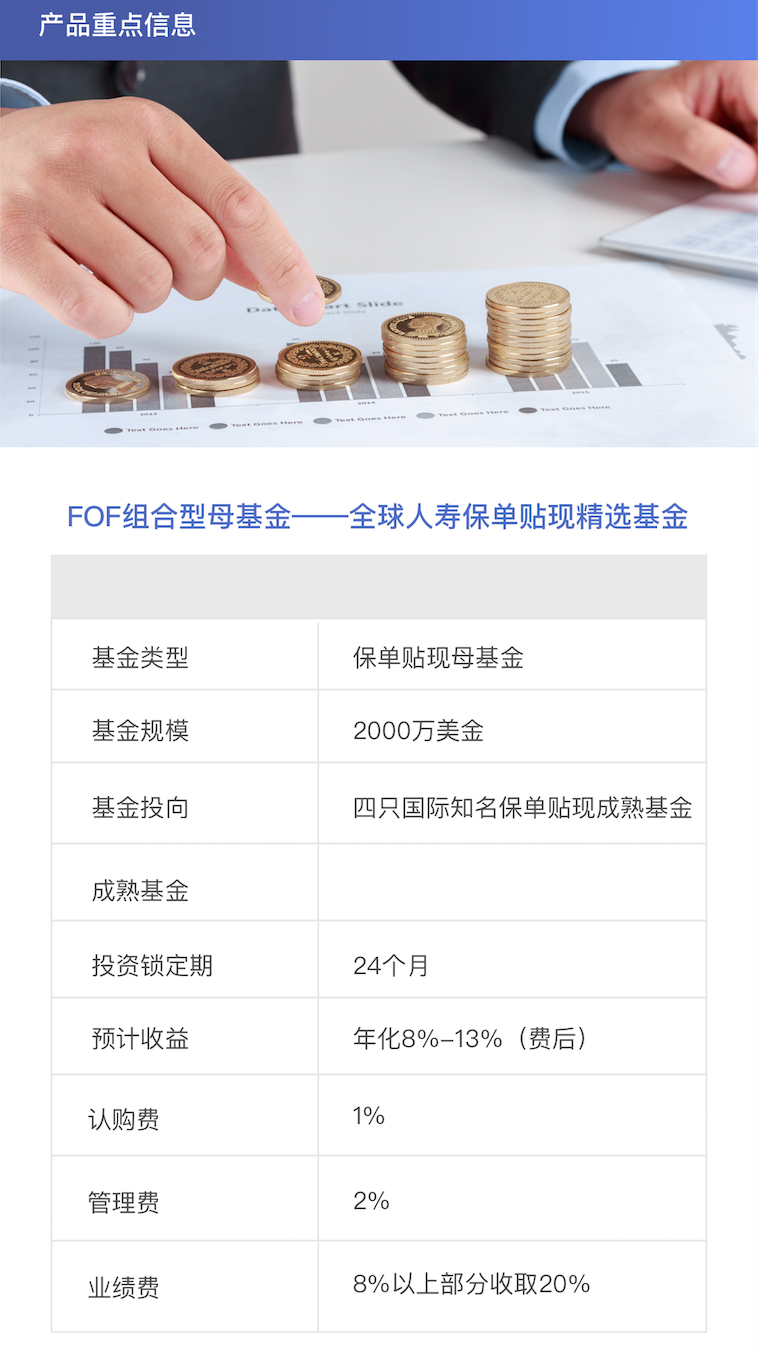 产品重点信息
Data Chart Slide
2013
2014
2015
Text Goes Here
Text Goes Here
Text Goes Here
Text Goes Here
Text Goes Here
FOF组合型母基金——全球人寿保单贴现精选基金
基金类型
保单贴现母基金
基金规模
2000万美金
基金投向
四只国际知名保单贴现成熟基金
成熟基金
投资锁定期
24个月
预计收益
年化8%–13%（费后）
认购费
1%
管理费
2%
业绩费
8%以上部分收取20%